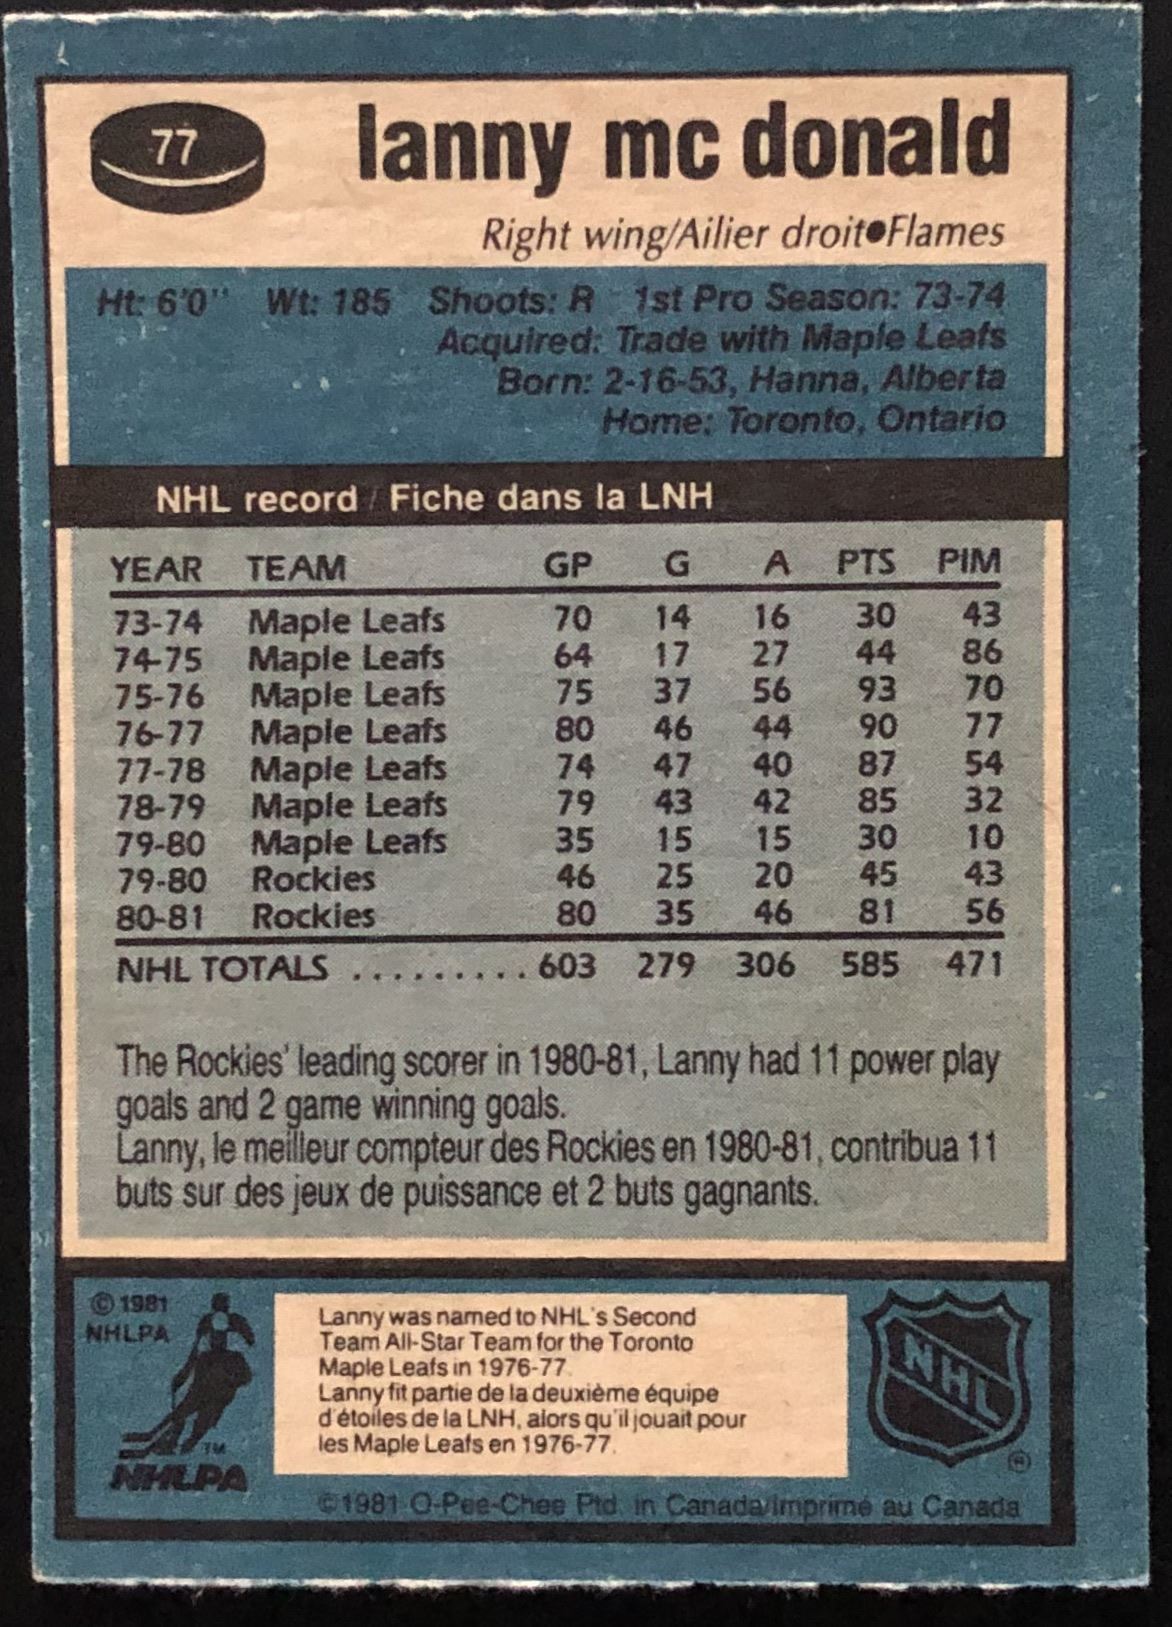 77
lanny mc donald
Right wing/Ailier droit●Flames
Ht: 6'0" Wt: 185 Shoots: R 1st Pro Season: 73-74
Acquired: Trade with Maple Leafs
Born: 2-16-53, Hanna, Alberta
Home: Toronto, Ontario
NHL record / Fiche dans la LNH
YEAR TEAM GP G A PTS PIM
73-74 Maple Leafs 70 14 16 30 43
74-75 Maple Leafs 64 17 27 44 86
75-76 Maple Leafs 75 37 56 93 70
76-77 Maple Leafs 80 46 44 90 77
77-78 Maple Leafs 74 47 40 87 54
78-79 Maple Leafs 79 43 42 85 32
79-80 Maple Leafs 35 15 15 30 10
79-80 Rockies 46 25 20 45 43
80-81 Rockies 80 35 46 81 56
NHL TOTALS .......... 603 279 306 585 471
The Rockies' leading scorer in 1980-81, Lanny had 11 power play
goals and 2 game winning goals.
Lanny, le meilleur compteur des Rockies en 1980-81, contribua 11
buts sur des jeux de puissance et 2 buts gagnants.
© 1981
NHLPA
TM
NHLPA
Lanny was named to NHL's Second
Team All-Star Team for the Toronto
Maple Leafs in 1976-77.
Lanny fit partie de la deuxième équipe
d'étoiles de la LNH, alors qu'il jouait pour
les Maple Leafs en 1976-77.
NHL
®
©1981 O-Pee-Chee Ptd. in Canada/Imprimé au Canada